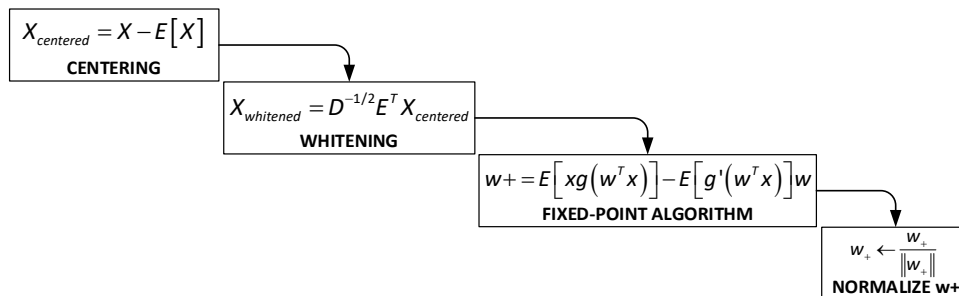 X_centered = X − E[X]
CENTERING
X_whitened = D^{-1/2} E^T X_centered
WHITENING
w+ = E[xg(w^T x)] − E[g'(w^T x)]w
FIXED-POINT ALGORITHM
w_+ ← w_+ / ‖w_+‖
NORMALIZE w+